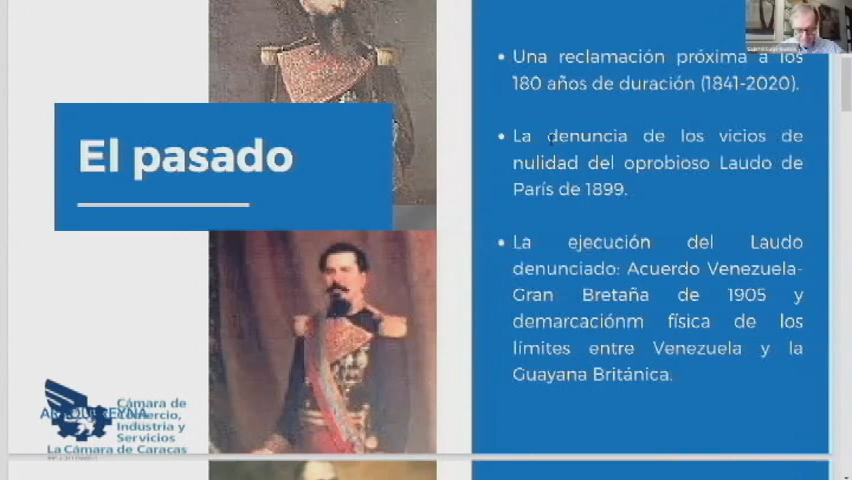 El pasado
• Una reclamación próxima a los
180 años de duración (1841-2020).
• La denuncia de los vicios de
nulidad del oprobioso Laudo de
París de 1899.
• La ejecución del Laudo
denunciado: Acuerdo Venezuela-
Gran Bretaña de 1905 y
demarcaciónm física de los
límites entre Venezuela y la
Guayana Británica.
Cámara de
Comercio,
Industria y
Servicios
La Cámara de Caracas